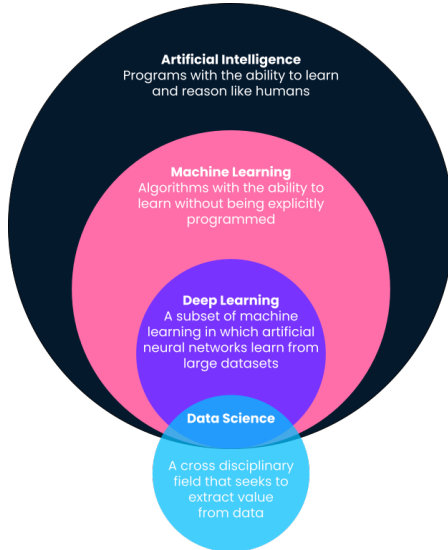 Artificial Intelligence
Programs with the ability to learn
and reason like humans
Machine Learning
Algorithms with the ability to
learn without being explicitly
programmed
Deep Learning
A subset of machine
learning in which artificial
neural networks learn from
large datasets
Data Science
A cross disciplinary
field that seeks to
extract value
from data